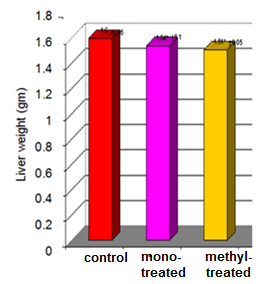 1.8
1.6
1.4
1.2
1
0.8
0.6
0.4
0.2
0
Liver weight (gm)
control
mono-
treated
methyl-
treated